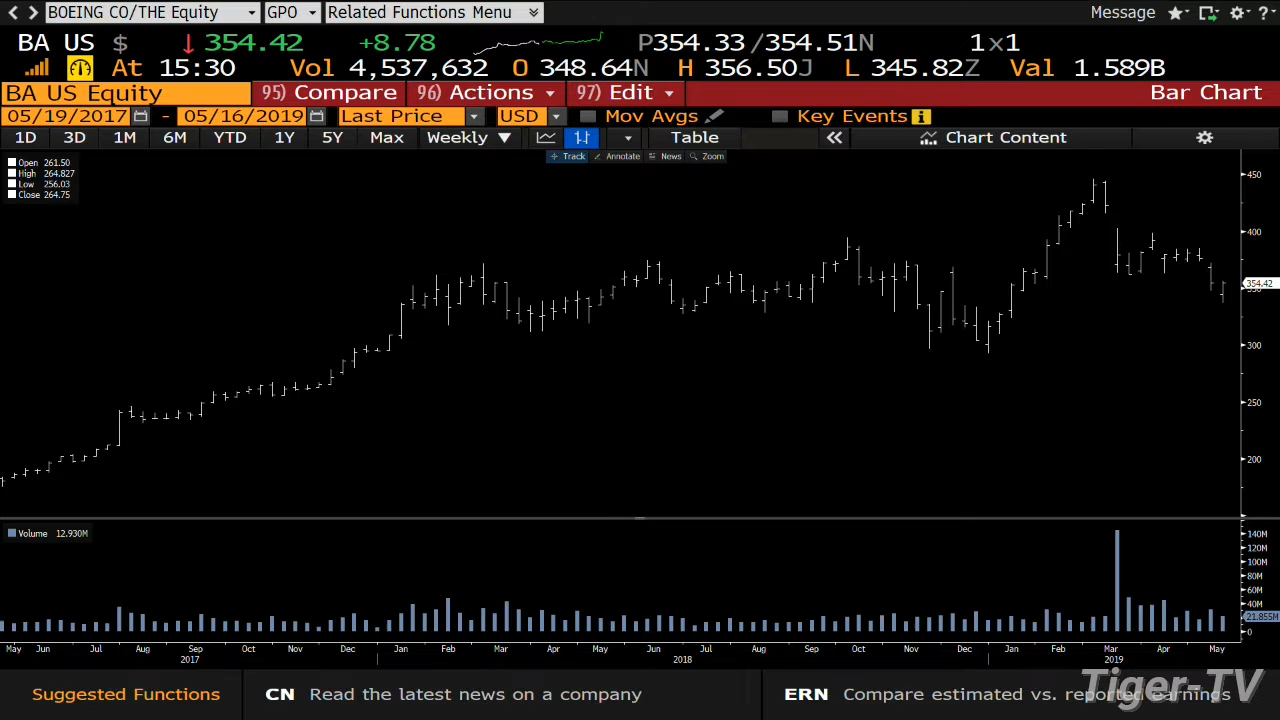 BOEING CO/THE Equity GPO Related Functions Menu Message ?
BA US $ ↓ 354.42 +8.78 P354.33 /354.51N 1x1
At 15:30 Vol 4,537,632 O 348.64N H 356.50J L 345.82Z Val 1.589B
BA US Equity 95) Compare 96) Actions 97) Edit Bar Chart
05/19/2017 - 05/16/2019 Last Price USD Mov Avgs Key Events i
1D 3D 1M 6M YTD 1Y 5Y Max Weekly ▼ Table Chart Content
Track Annotate News Zoom
Open 261.50
High 264.827
Low 256.03
Close 264.75
450
400
354.42
350
300
250
200
Volume 12.930M
140M
120M
100M
80M
60M
40M
21.855M
0
May Jun Jul Aug Sep Oct Nov Dec Jan Feb Mar Apr May Jun Jul Aug Sep Oct Nov Dec Jan Feb Mar Apr May
2017 2018 2019
Suggested Functions CN Read the latest news on a company ERN Compare estimated vs. reported earnings
Tiger-TV